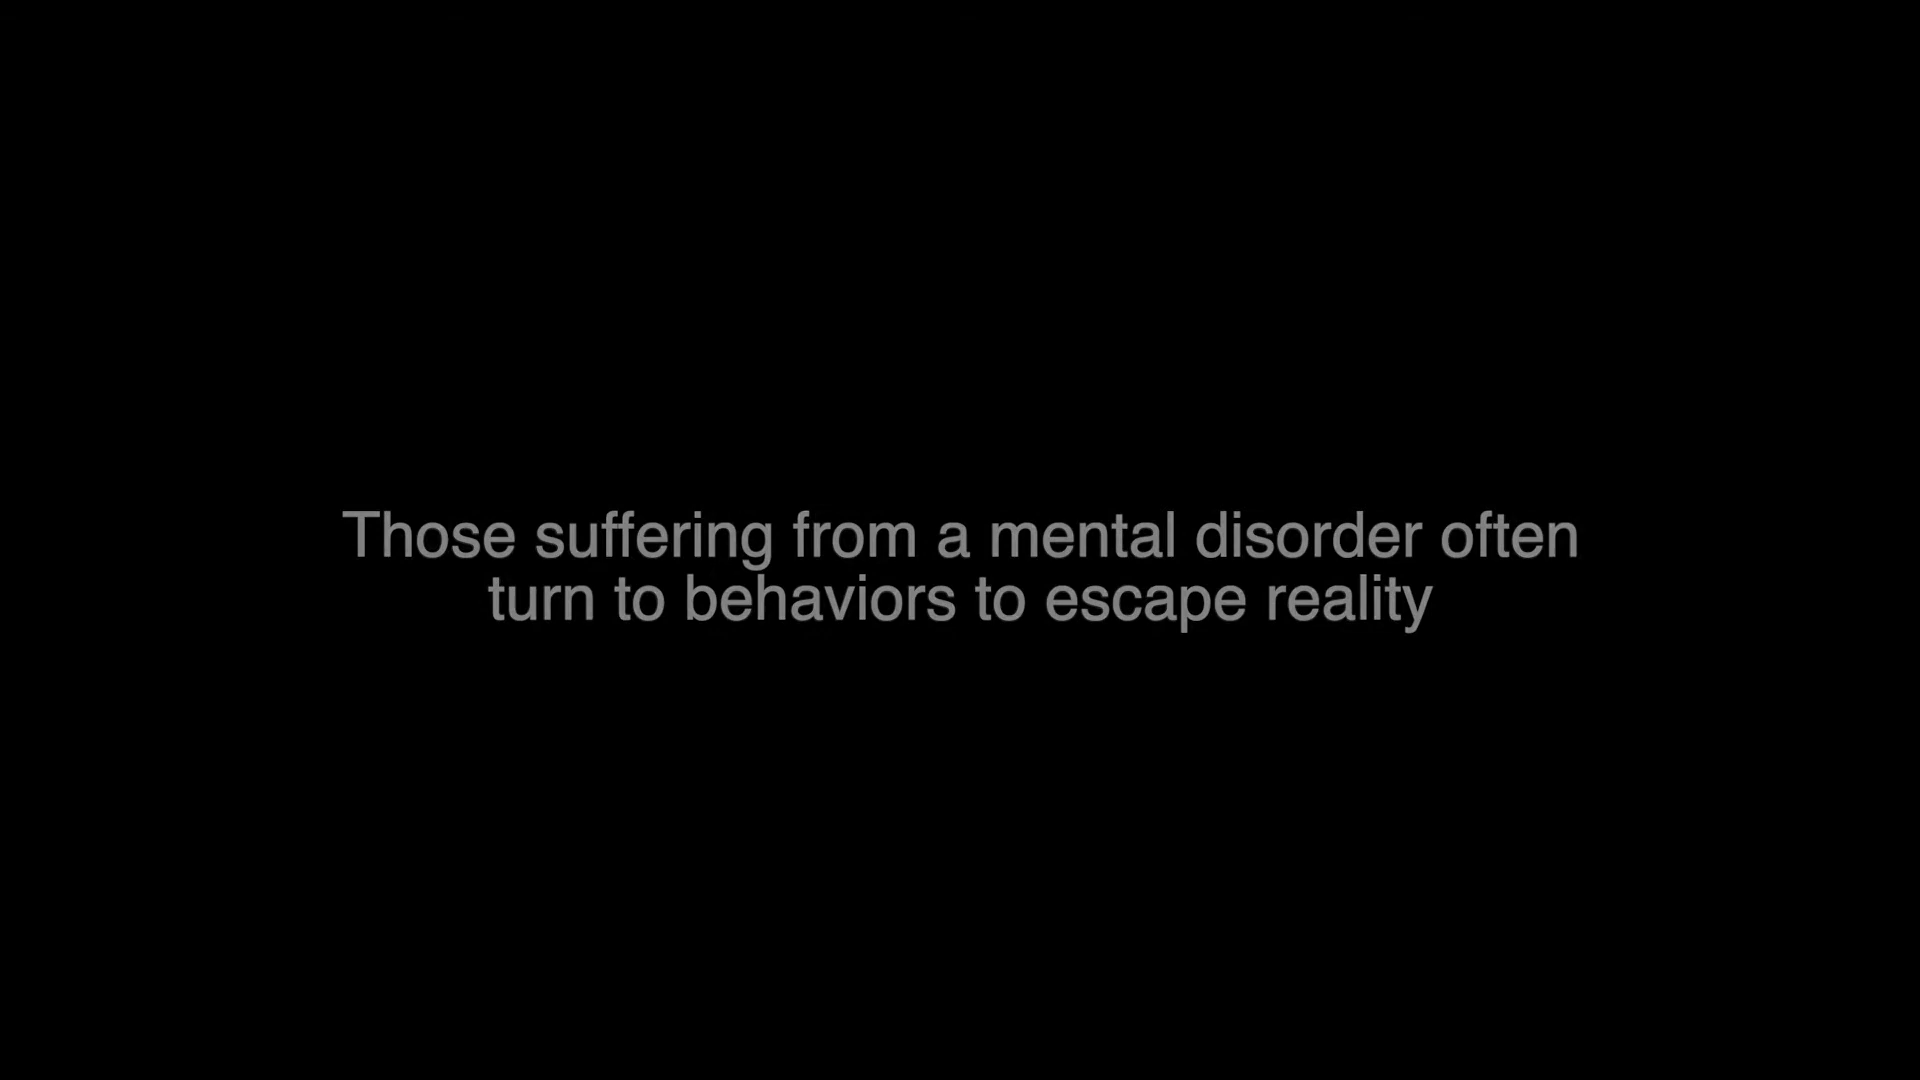 Those suffering from a mental disorder often
turn to behaviors to escape reality